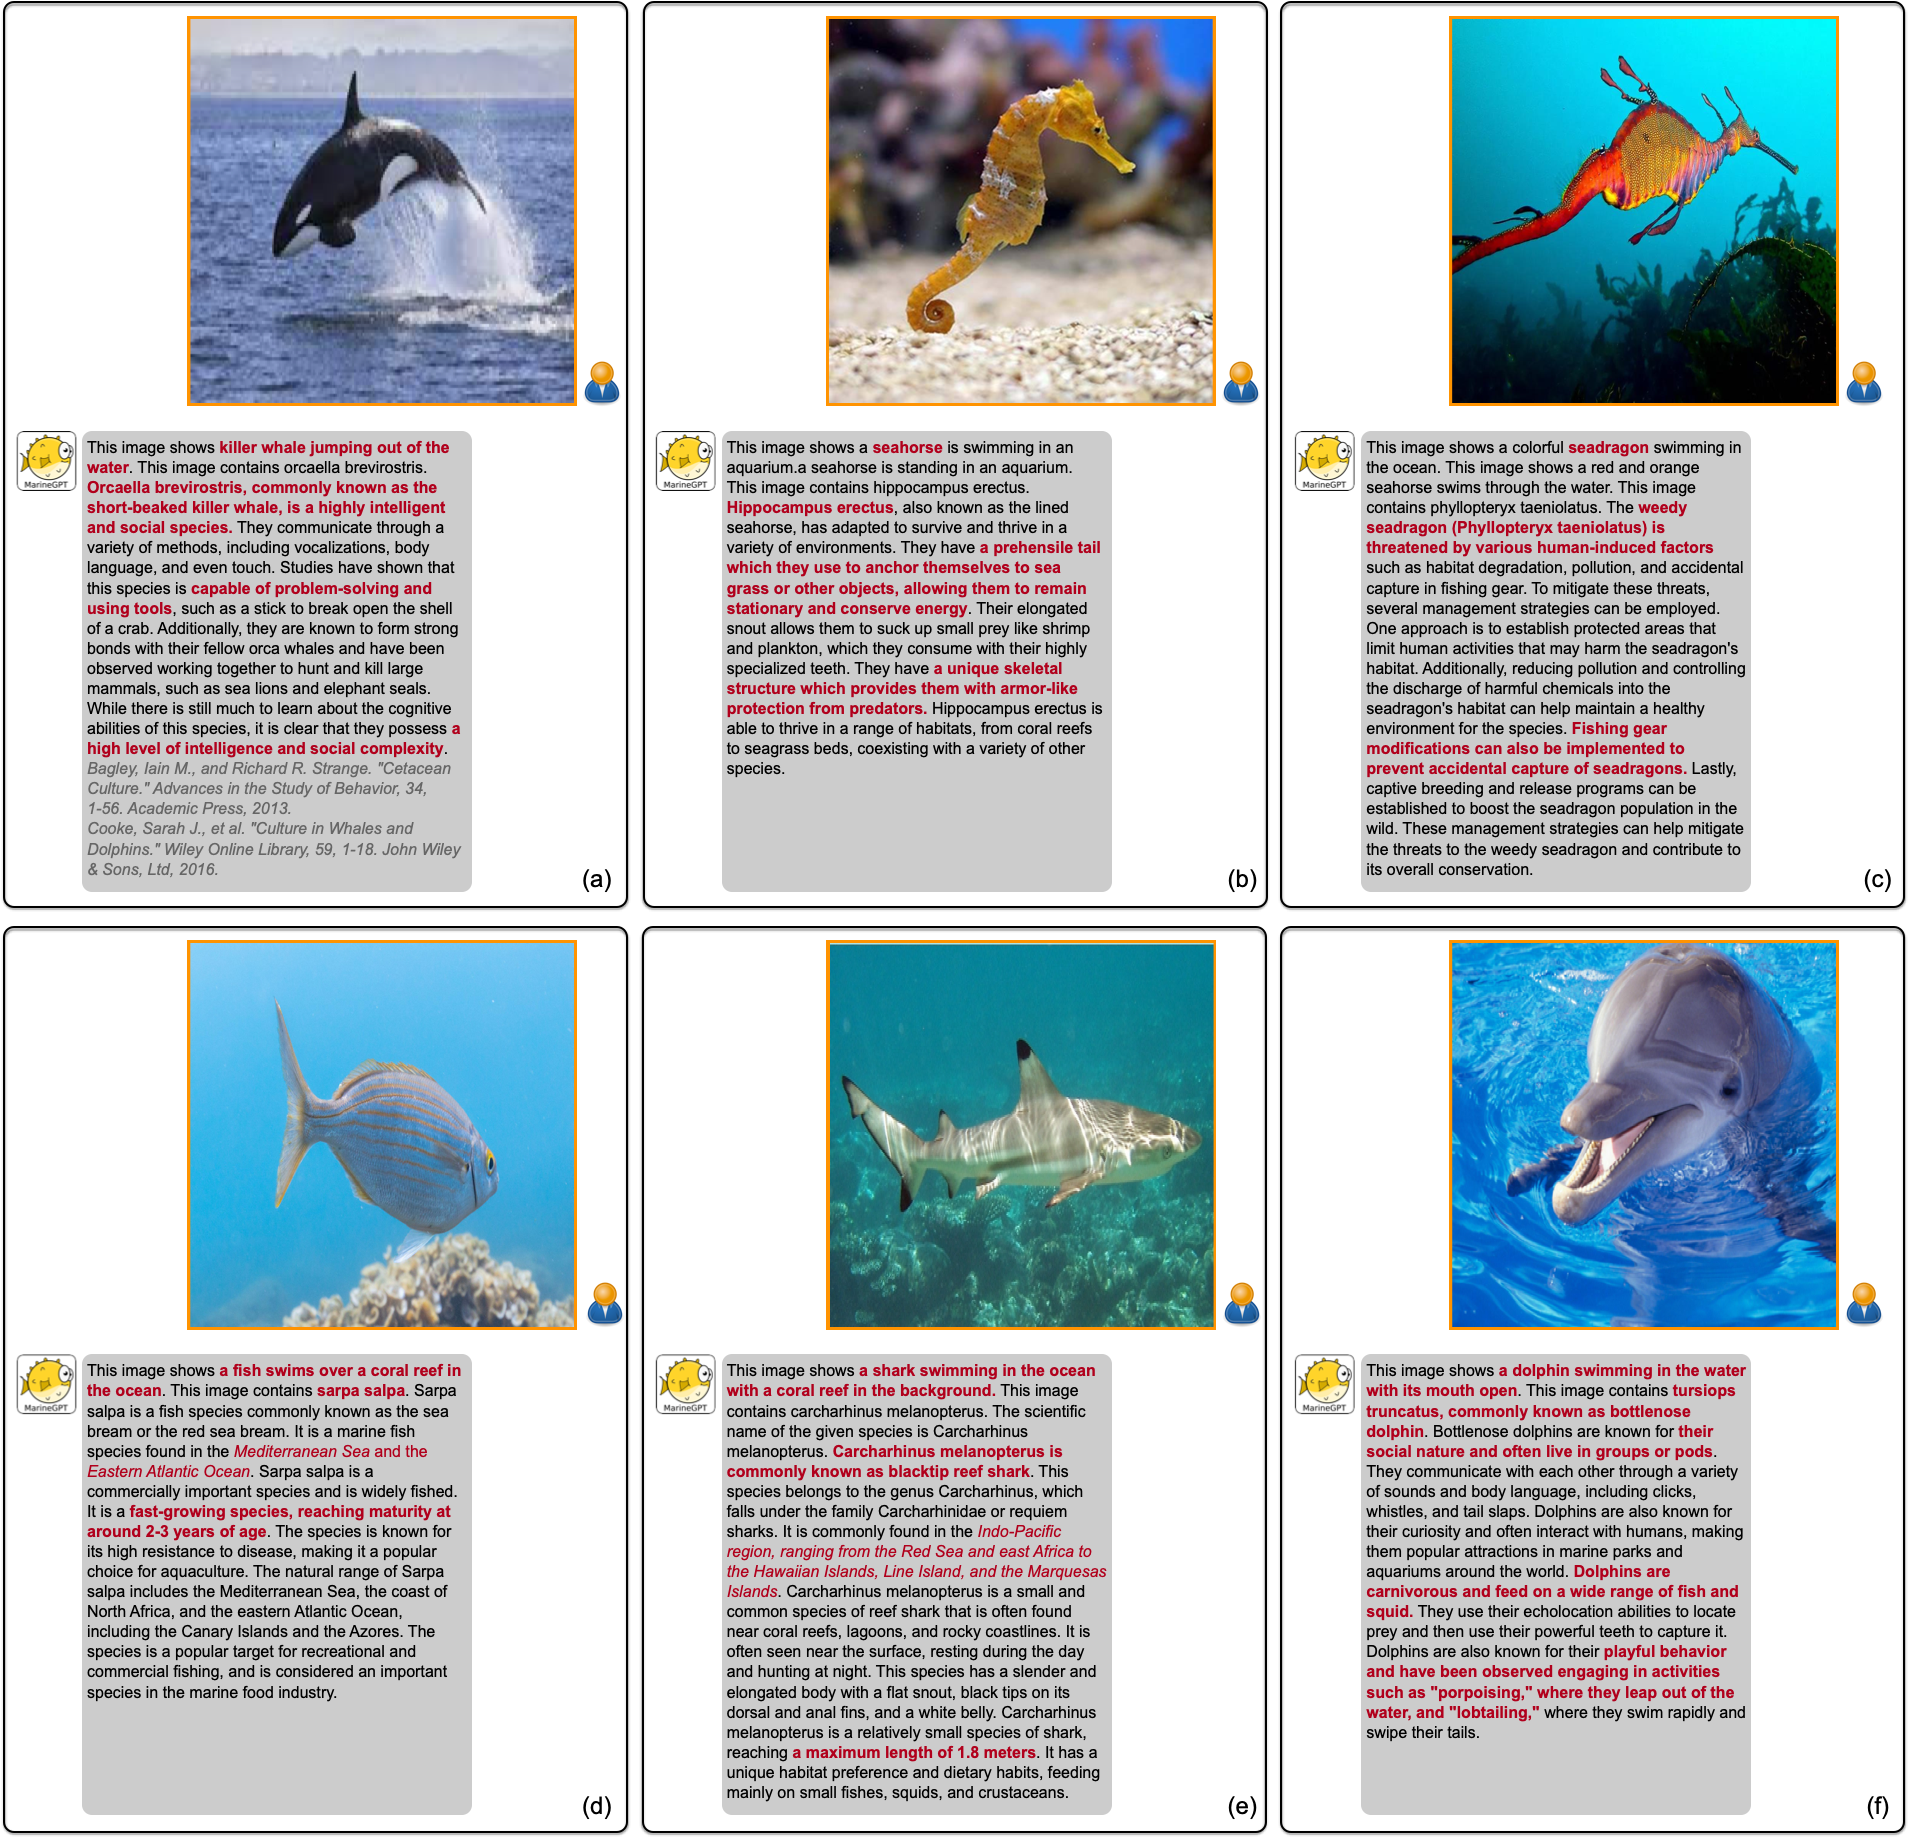 MarineGPT
This image shows killer whale jumping out of the
water. This image contains orcaella brevirostris.
Orcaella brevirostris, commonly known as the
short-beaked killer whale, is a highly intelligent
and social species. They communicate through a
variety of methods, including vocalizations, body
language, and even touch. Studies have shown that
this species is capable of problem-solving and
using tools, such as a stick to break open the shell
of a crab. Additionally, they are known to form strong
bonds with their fellow orca whales and have been
observed working together to hunt and kill large
mammals, such as sea lions and elephant seals.
While there is still much to learn about the cognitive
abilities of this species, it is clear that they possess a
high level of intelligence and social complexity.
Bagley, Iain M., and Richard R. Strange. "Cetacean
Culture." Advances in the Study of Behavior, 34,
1-56. Academic Press, 2013.
Cooke, Sarah J., et al. "Culture in Whales and
Dolphins." Wiley Online Library, 59, 1-18. John Wiley
& Sons, Ltd, 2016.
(a)
MarineGPT
This image shows a seahorse is swimming in an
aquarium.a seahorse is standing in an aquarium.
This image contains hippocampus erectus.
Hippocampus erectus, also known as the lined
seahorse, has adapted to survive and thrive in a
variety of environments. They have a prehensile tail
which they use to anchor themselves to sea
grass or other objects, allowing them to remain
stationary and conserve energy. Their elongated
snout allows them to suck up small prey like shrimp
and plankton, which they consume with their highly
specialized teeth. They have a unique skeletal
structure which provides them with armor-like
protection from predators. Hippocampus erectus is
able to thrive in a range of habitats, from coral reefs
to seagrass beds, coexisting with a variety of other
species.
(b)
MarineGPT
This image shows a colorful seadragon swimming in
the ocean. This image shows a red and orange
seahorse swims through the water. This image
contains phyllopteryx taeniolatus. The weedy
seadragon (Phyllopteryx taeniolatus) is
threatened by various human-induced factors
such as habitat degradation, pollution, and accidental
capture in fishing gear. To mitigate these threats,
several management strategies can be employed.
One approach is to establish protected areas that
limit human activities that may harm the seadragon's
habitat. Additionally, reducing pollution and controlling
the discharge of harmful chemicals into the
seadragon's habitat can help maintain a healthy
environment for the species. Fishing gear
modifications can also be implemented to
prevent accidental capture of seadragons. Lastly,
captive breeding and release programs can be
established to boost the seadragon population in the
wild. These management strategies can help mitigate
the threats to the weedy seadragon and contribute to
its overall conservation.
(c)
MarineGPT
This image shows a fish swims over a coral reef in
the ocean. This image contains sarpa salpa. Sarpa
salpa is a fish species commonly known as the sea
bream or the red sea bream. It is a marine fish
species found in the Mediterranean Sea and the
Eastern Atlantic Ocean. Sarpa salpa is a
commercially important species and is widely fished.
It is a fast-growing species, reaching maturity at
around 2-3 years of age. The species is known for
its high resistance to disease, making it a popular
choice for aquaculture. The natural range of Sarpa
salpa includes the Mediterranean Sea, the coast of
North Africa, and the eastern Atlantic Ocean,
including the Canary Islands and the Azores. The
species is a popular target for recreational and
commercial fishing, and is considered an important
species in the marine food industry.
(d)
MarineGPT
This image shows a shark swimming in the ocean
with a coral reef in the background. This image
contains carcharhinus melanopterus. The scientific
name of the given species is Carcharhinus
melanopterus. Carcharhinus melanopterus is
commonly known as blacktip reef shark. This
species belongs to the genus Carcharhinus, which
falls under the family Carcharhinidae or requiem
sharks. It is commonly found in the Indo-Pacific
region, ranging from the Red Sea and east Africa to
the Hawaiian Islands, Line Island, and the Marquesas
Islands. Carcharhinus melanopterus is a small and
common species of reef shark that is often found
near coral reefs, lagoons, and rocky coastlines. It is
often seen near the surface, resting during the day
and hunting at night. This species has a slender and
elongated body with a flat snout, black tips on its
dorsal and anal fins, and a white belly. Carcharhinus
melanopterus is a relatively small species of shark,
reaching a maximum length of 1.8 meters. It has a
unique habitat preference and dietary habits, feeding
mainly on small fishes, squids, and crustaceans.
(e)
MarineGPT
This image shows a dolphin swimming in the water
with its mouth open. This image contains tursiops
truncatus, commonly known as bottlenose
dolphin. Bottlenose dolphins are known for their
social nature and often live in groups or pods.
They communicate with each other through a variety
of sounds and body language, including clicks,
whistles, and tail slaps. Dolphins are also known for
their curiosity and often interact with humans, making
them popular attractions in marine parks and
aquariums around the world. Dolphins are
carnivorous and feed on a wide range of fish and
squid. They use their echolocation abilities to locate
prey and then use their powerful teeth to capture it.
Dolphins are also known for their playful behavior
and have been observed engaging in activities
such as "porpoising," where they leap out of the
water, and "lobtailing," where they swim rapidly and
swipe their tails.
(f)